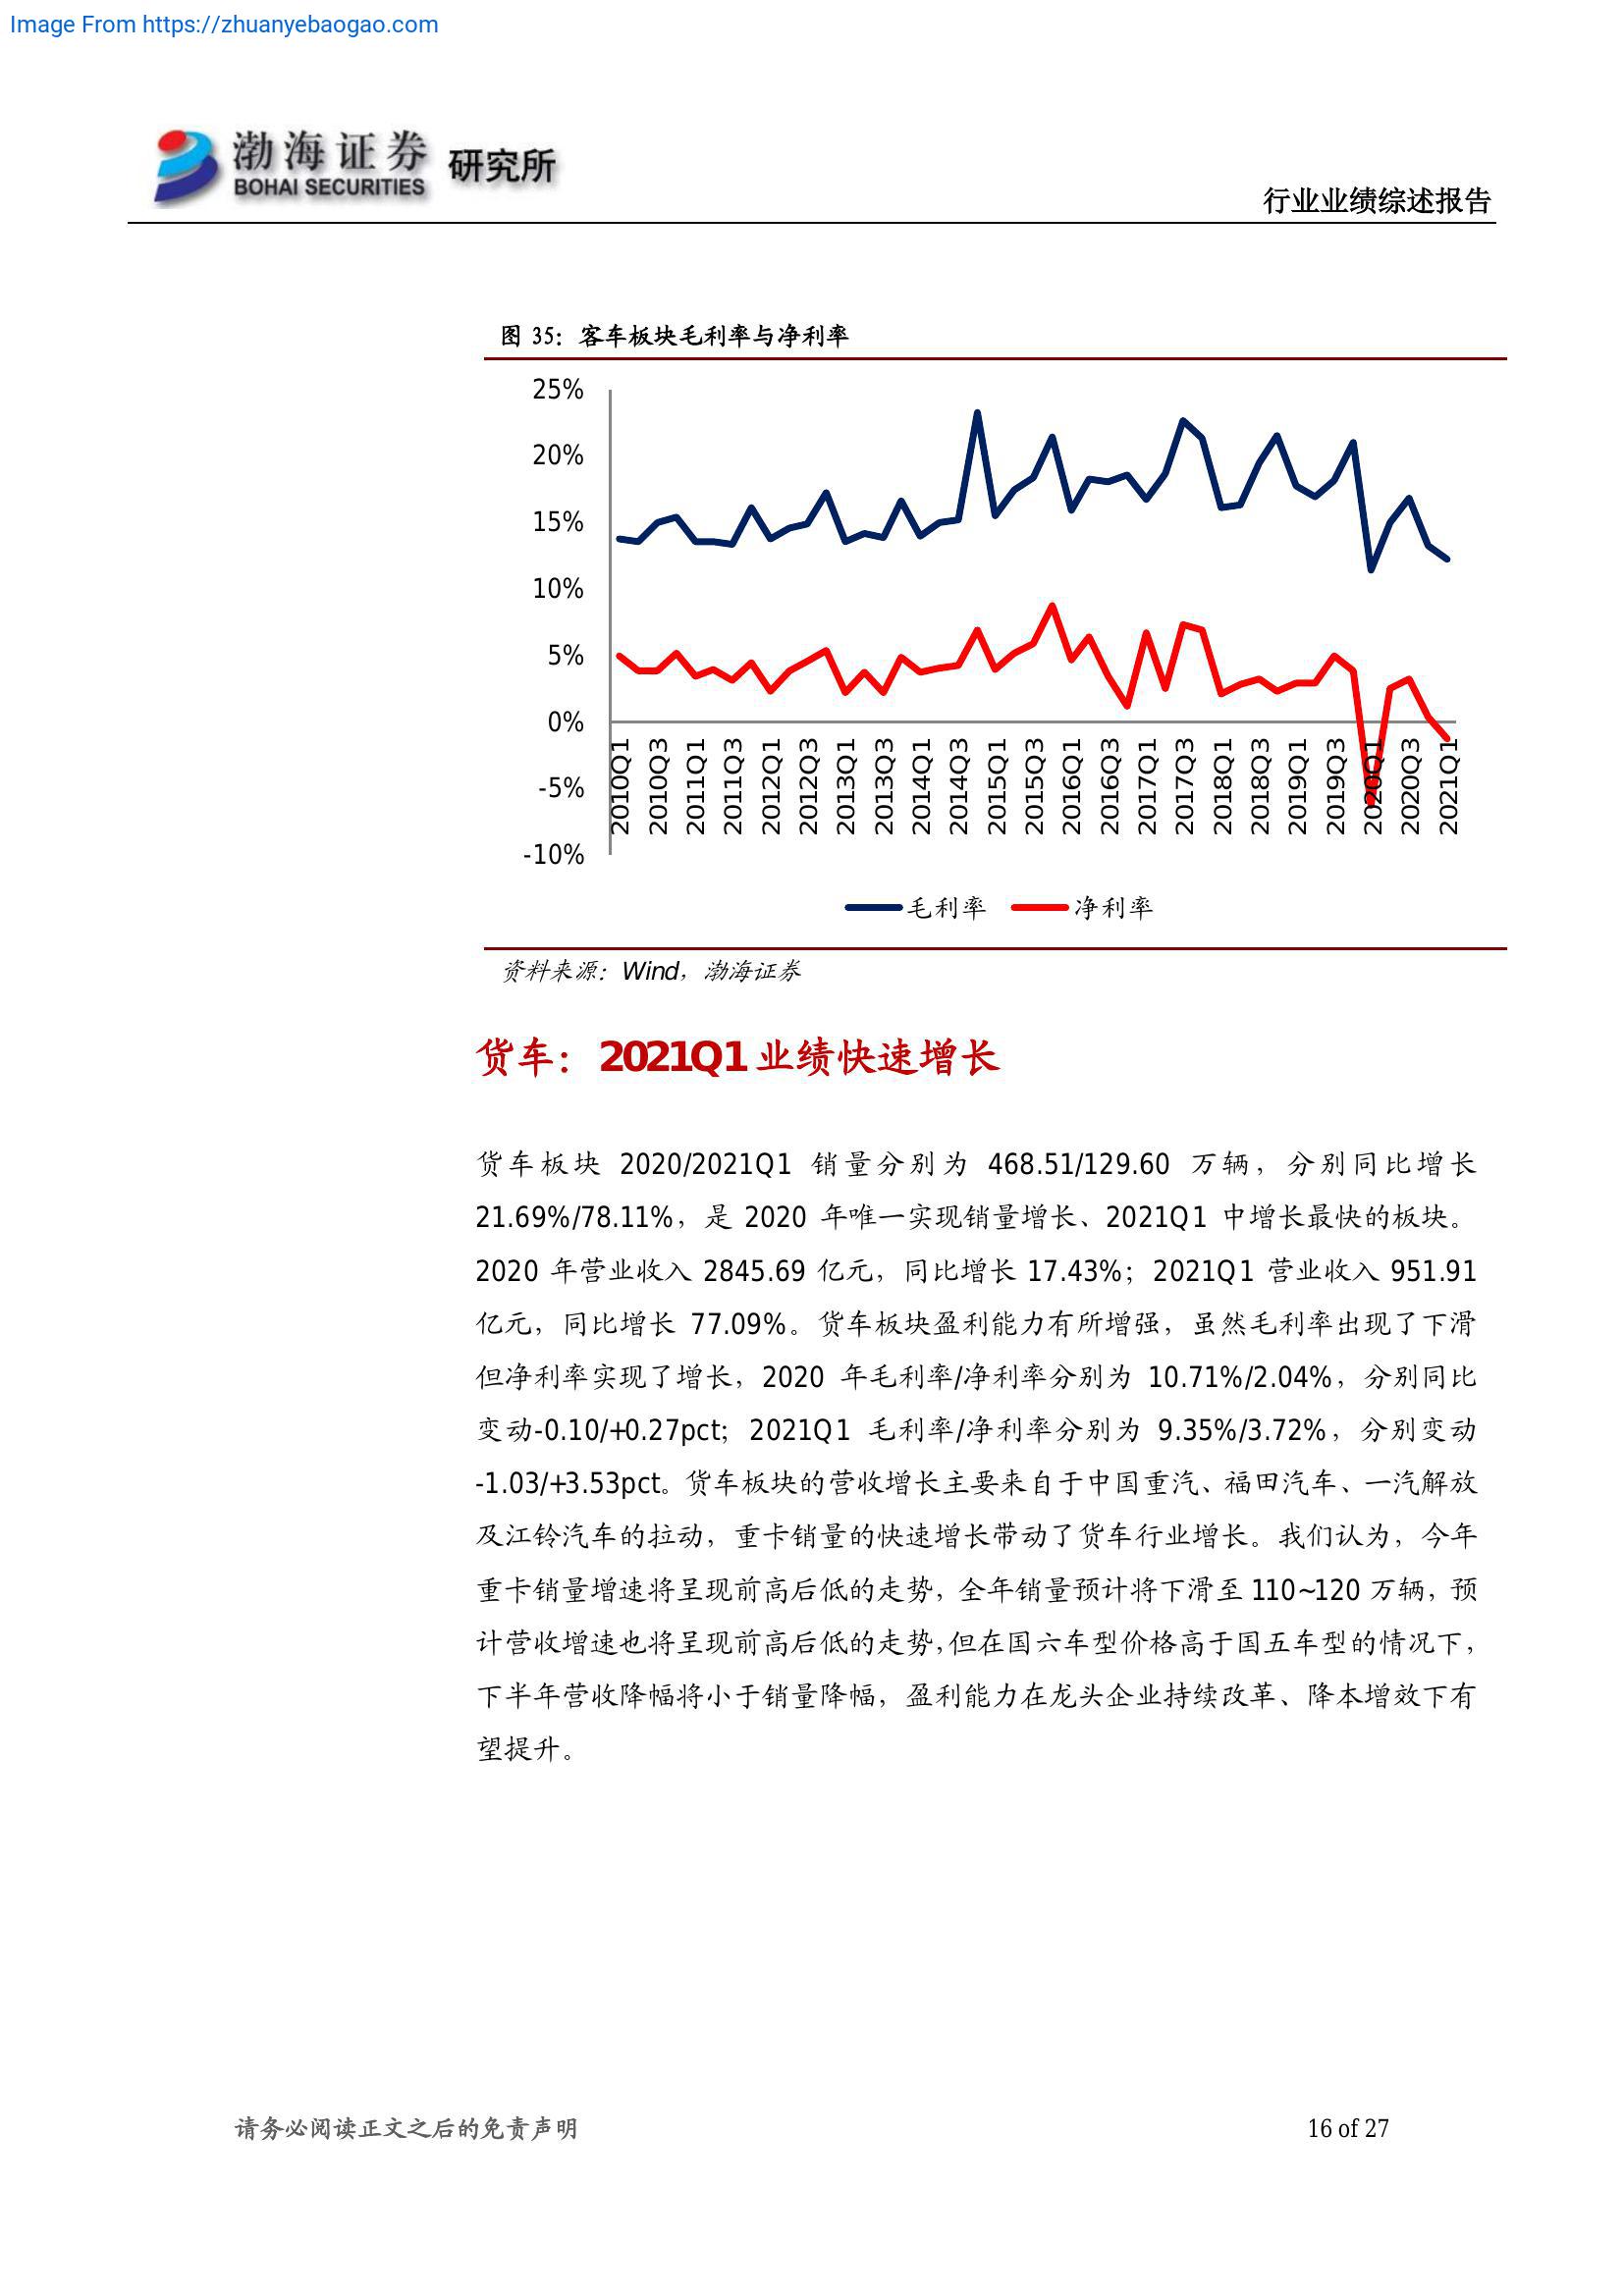 Image From https://zhuanyebaogao.com
渤海证券 研究所
BOHAI SECURITIES
行业业绩综述报告
图 35：客车板块毛利率与净利率
25%
20%
15%
10%
5%
0%
-5%
-10%
2010Q1
2010Q3
2011Q1
2011Q3
2012Q1
2012Q3
2013Q1
2013Q3
2014Q1
2014Q3
2015Q1
2015Q3
2016Q1
2016Q3
2017Q1
2017Q3
2018Q1
2018Q3
2019Q1
2019Q3
2020Q1
2020Q3
2021Q1
毛利率 净利率
资料来源：Wind，渤海证券
货车：2021Q1 业绩快速增长
货车板块 2020/2021Q1 销量分别为 468.51/129.60 万辆，分别同比增长
21.69%/78.11%，是 2020 年唯一实现销量增长、2021Q1 中增长最快的板块。
2020 年营业收入 2845.69 亿元，同比增长 17.43%；2021Q1 营业收入 951.91
亿元，同比增长 77.09%。货车板块盈利能力有所增强，虽然毛利率出现了下滑
但净利率实现了增长，2020 年毛利率/净利率分别为 10.71%/2.04%，分别同比
变动-0.10/+0.27pct；2021Q1 毛利率/净利率分别为 9.35%/3.72%，分别变动
-1.03/+3.53pct。货车板块的营收增长主要来自于中国重汽、福田汽车、一汽解放
及江铃汽车的拉动，重卡销量的快速增长带动了货车行业增长。我们认为，今年
重卡销量增速将呈现前高后低的走势，全年销量预计将下滑至 110~120 万辆，预
计营收增速也将呈现前高后低的走势，但在国六车型价格高于国五车型的情况下，
下半年营收降幅将小于销量降幅，盈利能力在龙头企业持续改革、降本增效下有
望提升。
请务必阅读正文之后的免责声明
16 of 27